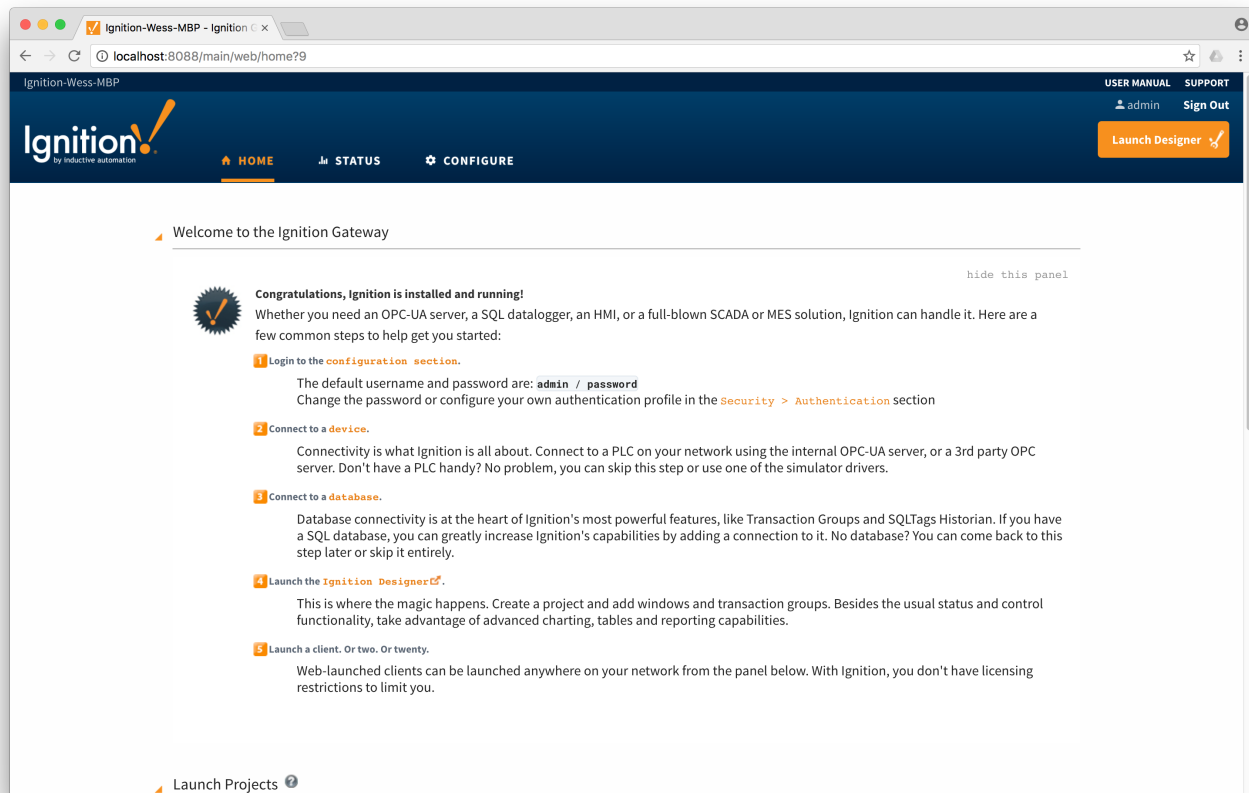 Ignition-Wess-MBP - Ignition G
localhost:8088/main/web/home?9
Ignition-Wess-MBP
USER MANUAL SUPPORT
admin Sign Out
Ignition!
by inductive automation
HOME STATUS CONFIGURE
Launch Designer
Welcome to the Ignition Gateway
hide this panel
Congratulations, Ignition is installed and running!
Whether you need an OPC-UA server, a SQL datalogger, an HMI, or a full-blown SCADA or MES solution, Ignition can handle it. Here are a
few common steps to help get you started:
1 Login to the configuration section.
The default username and password are: admin / password
Change the password or configure your own authentication profile in the Security > Authentication section
2 Connect to a device.
Connectivity is what Ignition is all about. Connect to a PLC on your network using the internal OPC-UA server, or a 3rd party OPC
server. Don't have a PLC handy? No problem, you can skip this step or use one of the simulator drivers.
3 Connect to a database.
Database connectivity is at the heart of Ignition's most powerful features, like Transaction Groups and SQLTags Historian. If you have
a SQL database, you can greatly increase Ignition's capabilities by adding a connection to it. No database? You can come back to this
step later or skip it entirely.
4 Launch the Ignition Designer.
This is where the magic happens. Create a project and add windows and transaction groups. Besides the usual status and control
functionality, take advantage of advanced charting, tables and reporting capabilities.
5 Launch a client. Or two. Or twenty.
Web-launched clients can be launched anywhere on your network from the panel below. With Ignition, you don't have licensing
restrictions to limit you.
Launch Projects ?